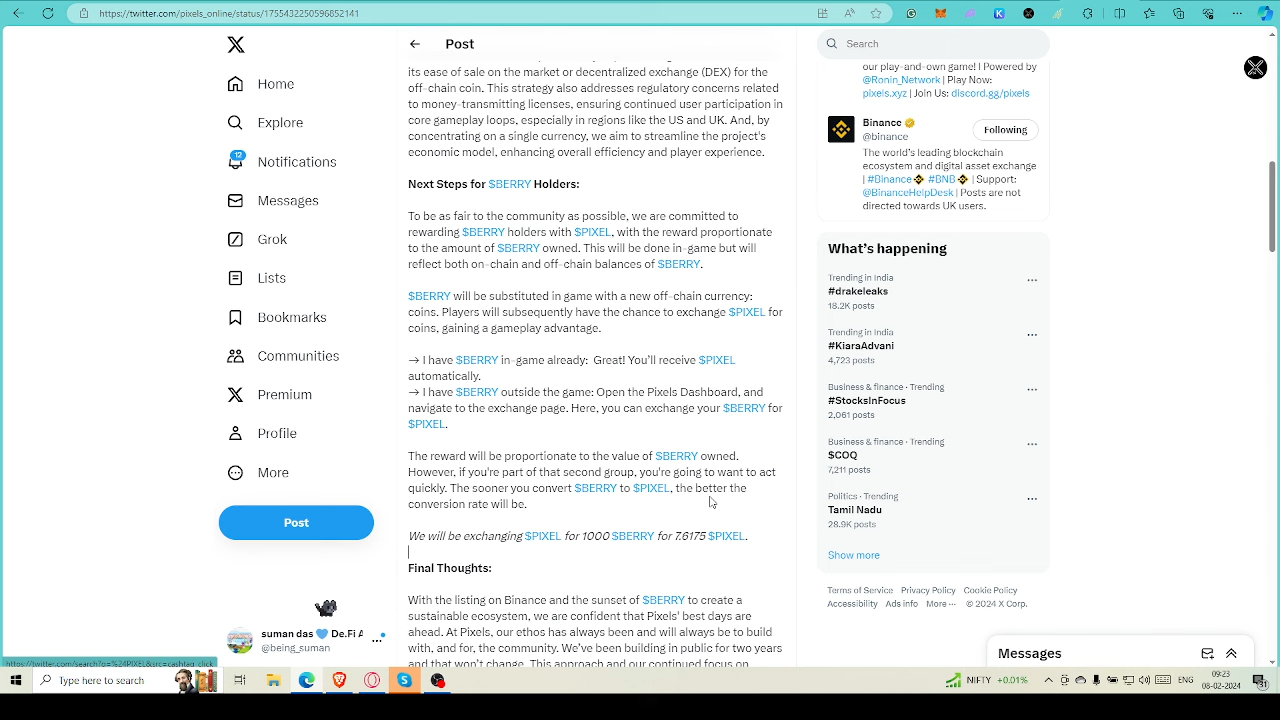 https://twitter.com/pixels_online/status/1755432250596852141
Home
Explore
12
Notifications
Messages
Grok
Lists
Bookmarks
Communities
Premium
Profile
More
Post
suman das 💙 De.Fi A
@being_suman
Post
its ease of sale on the market or decentralized exchange (DEX) for the
off-chain coin. This strategy also addresses regulatory concerns related
to money-transmitting licenses, ensuring continued user participation in
core gameplay loops, especially in regions like the US and UK. And, by
concentrating on a single currency, we aim to streamline the project's
economic model, enhancing overall efficiency and player experience.
Next Steps for $BERRY Holders:
To be as fair to the community as possible, we are committed to
rewarding $BERRY holders with $PIXEL, with the reward proportionate
to the amount of $BERRY owned. This will be done in-game but will
reflect both on-chain and off-chain balances of $BERRY.
$BERRY will be substituted in game with a new off-chain currency:
coins. Players will subsequently have the chance to exchange $PIXEL for
coins, gaining a gameplay advantage.
→ I have $BERRY in-game already: Great! You'll receive $PIXEL
automatically.
→ I have $BERRY outside the game: Open the Pixels Dashboard, and
navigate to the exchange page. Here, you can exchange your $BERRY for
$PIXEL.
The reward will be proportionate to the value of $BERRY owned.
However, if you're part of that second group, you're going to want to act
quickly. The sooner you convert $BERRY to $PIXEL, the better the
conversion rate will be.
We will be exchanging $PIXEL for 1000 $BERRY for 7.6175 $PIXEL.
Final Thoughts:
With the listing on Binance and the sunset of $BERRY to create a
sustainable ecosystem, we are confident that Pixels' best days are
ahead. At Pixels, our ethos has always been and will always be to build
with, and for, the community. We've been building in public for two years
and that won't change. This approach and our continued
Search
our play-and-own game! | Powered by
@Ronin_Network | Play Now:
pixels.xyz | Join Us: discord.gg/pixels
Binance
@binance
Following
The world's leading blockchain
ecosystem and digital asset exchange
| #Binance #BNB | Support:
@BinanceHelpDesk | Posts are not
directed towards UK users.
What's happening
Trending in India
#drakeleaks
18.2K posts
Trending in India
#KiaraAdvani
4,723 posts
Business & finance · Trending
#StocksInFocus
2,061 posts
Business & finance · Trending
$COQ
7,211 posts
Politics · Trending
Tamil Nadu
28.9K posts
Show more
Terms of Service Privacy Policy Cookie Policy
Accessibility Ads info More ··· © 2024 X Corp.
Messages
https://twitter.com/search?q=%24PIXEL&src=cashtag_click
Type here to search
NIFTY +0.01%
ENG
09:23
08-02-2024